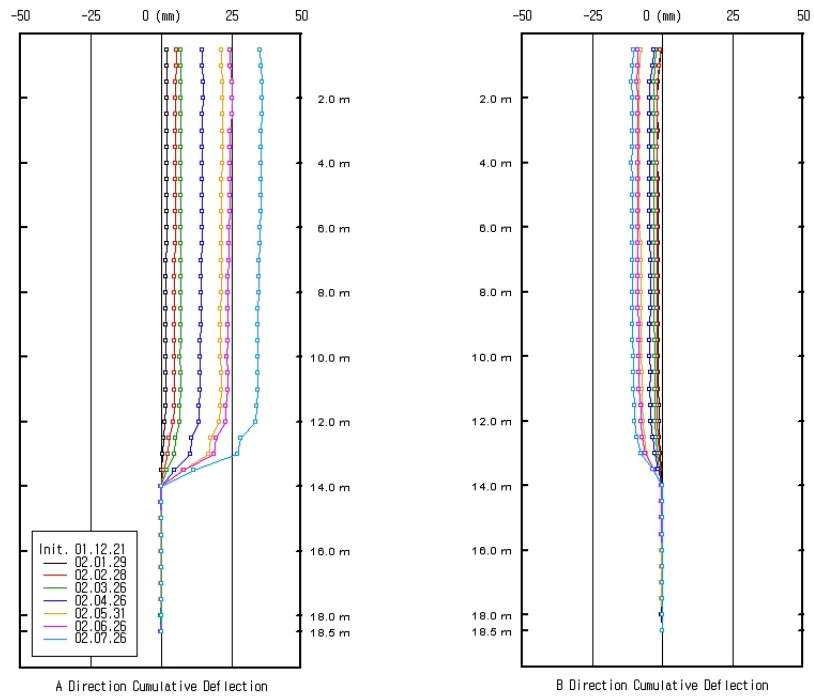 -50 -25 0 (mm) 25 50
-50 -25 0 (mm) 25 50
2.0 m
4.0 m
6.0 m
8.0 m
10.0 m
12.0 m
14.0 m
16.0 m
18.0 m
18.5 m
2.0 m
4.0 m
6.0 m
8.0 m
10.0 m
12.0 m
14.0 m
16.0 m
18.0 m
18.5 m
Init. 01.12.21
02.01.29
02.02.28
02.03.26
02.04.26
02.05.31
02.06.26
02.07.26
A Direction Cumulative Deflection
B Direction Cumulative Deflection